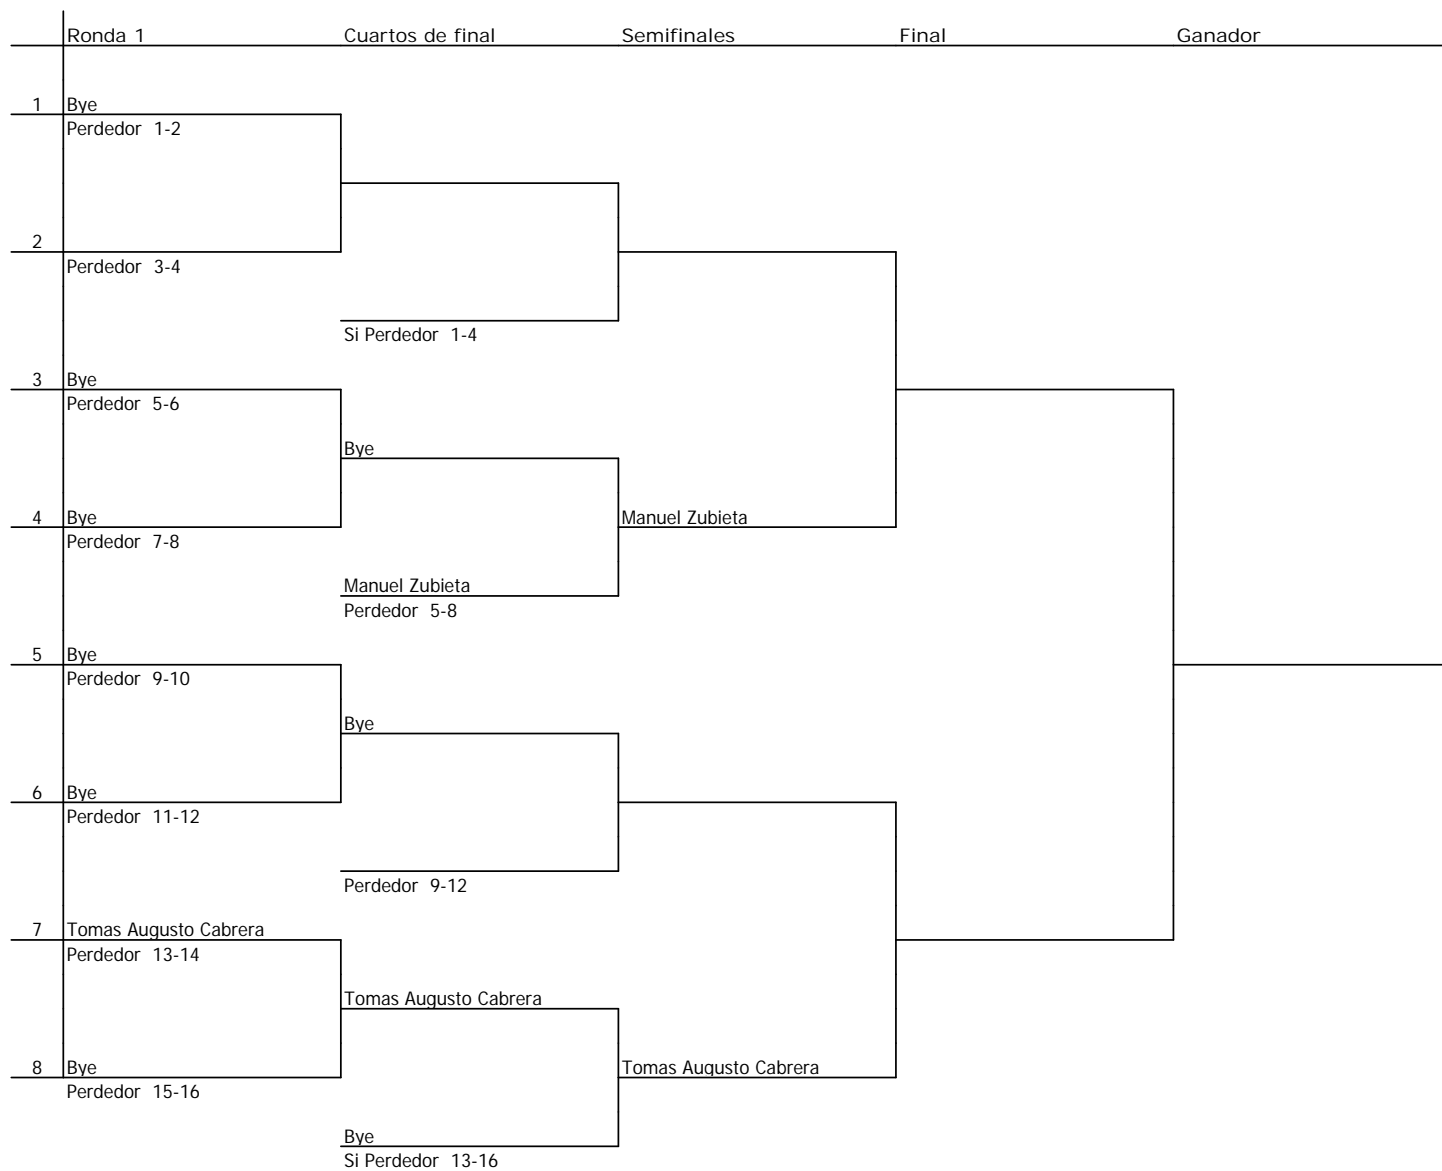 Ronda 1 Cuartos de final Semifinales Final Ganador
1 Bye
Perdedor 1-2
2
Perdedor 3-4
Si Perdedor 1-4
3 Bye
Perdedor 5-6
Bye
4 Bye Manuel Zubieta
Perdedor 7-8
Manuel Zubieta
Perdedor 5-8
5 Bye
Perdedor 9-10
Bye
6 Bye
Perdedor 11-12
Perdedor 9-12
7 Tomas Augusto Cabrera
Perdedor 13-14
Tomas Augusto Cabrera
8 Bye Tomas Augusto Cabrera
Perdedor 15-16
Bye
Si Perdedor 13-16